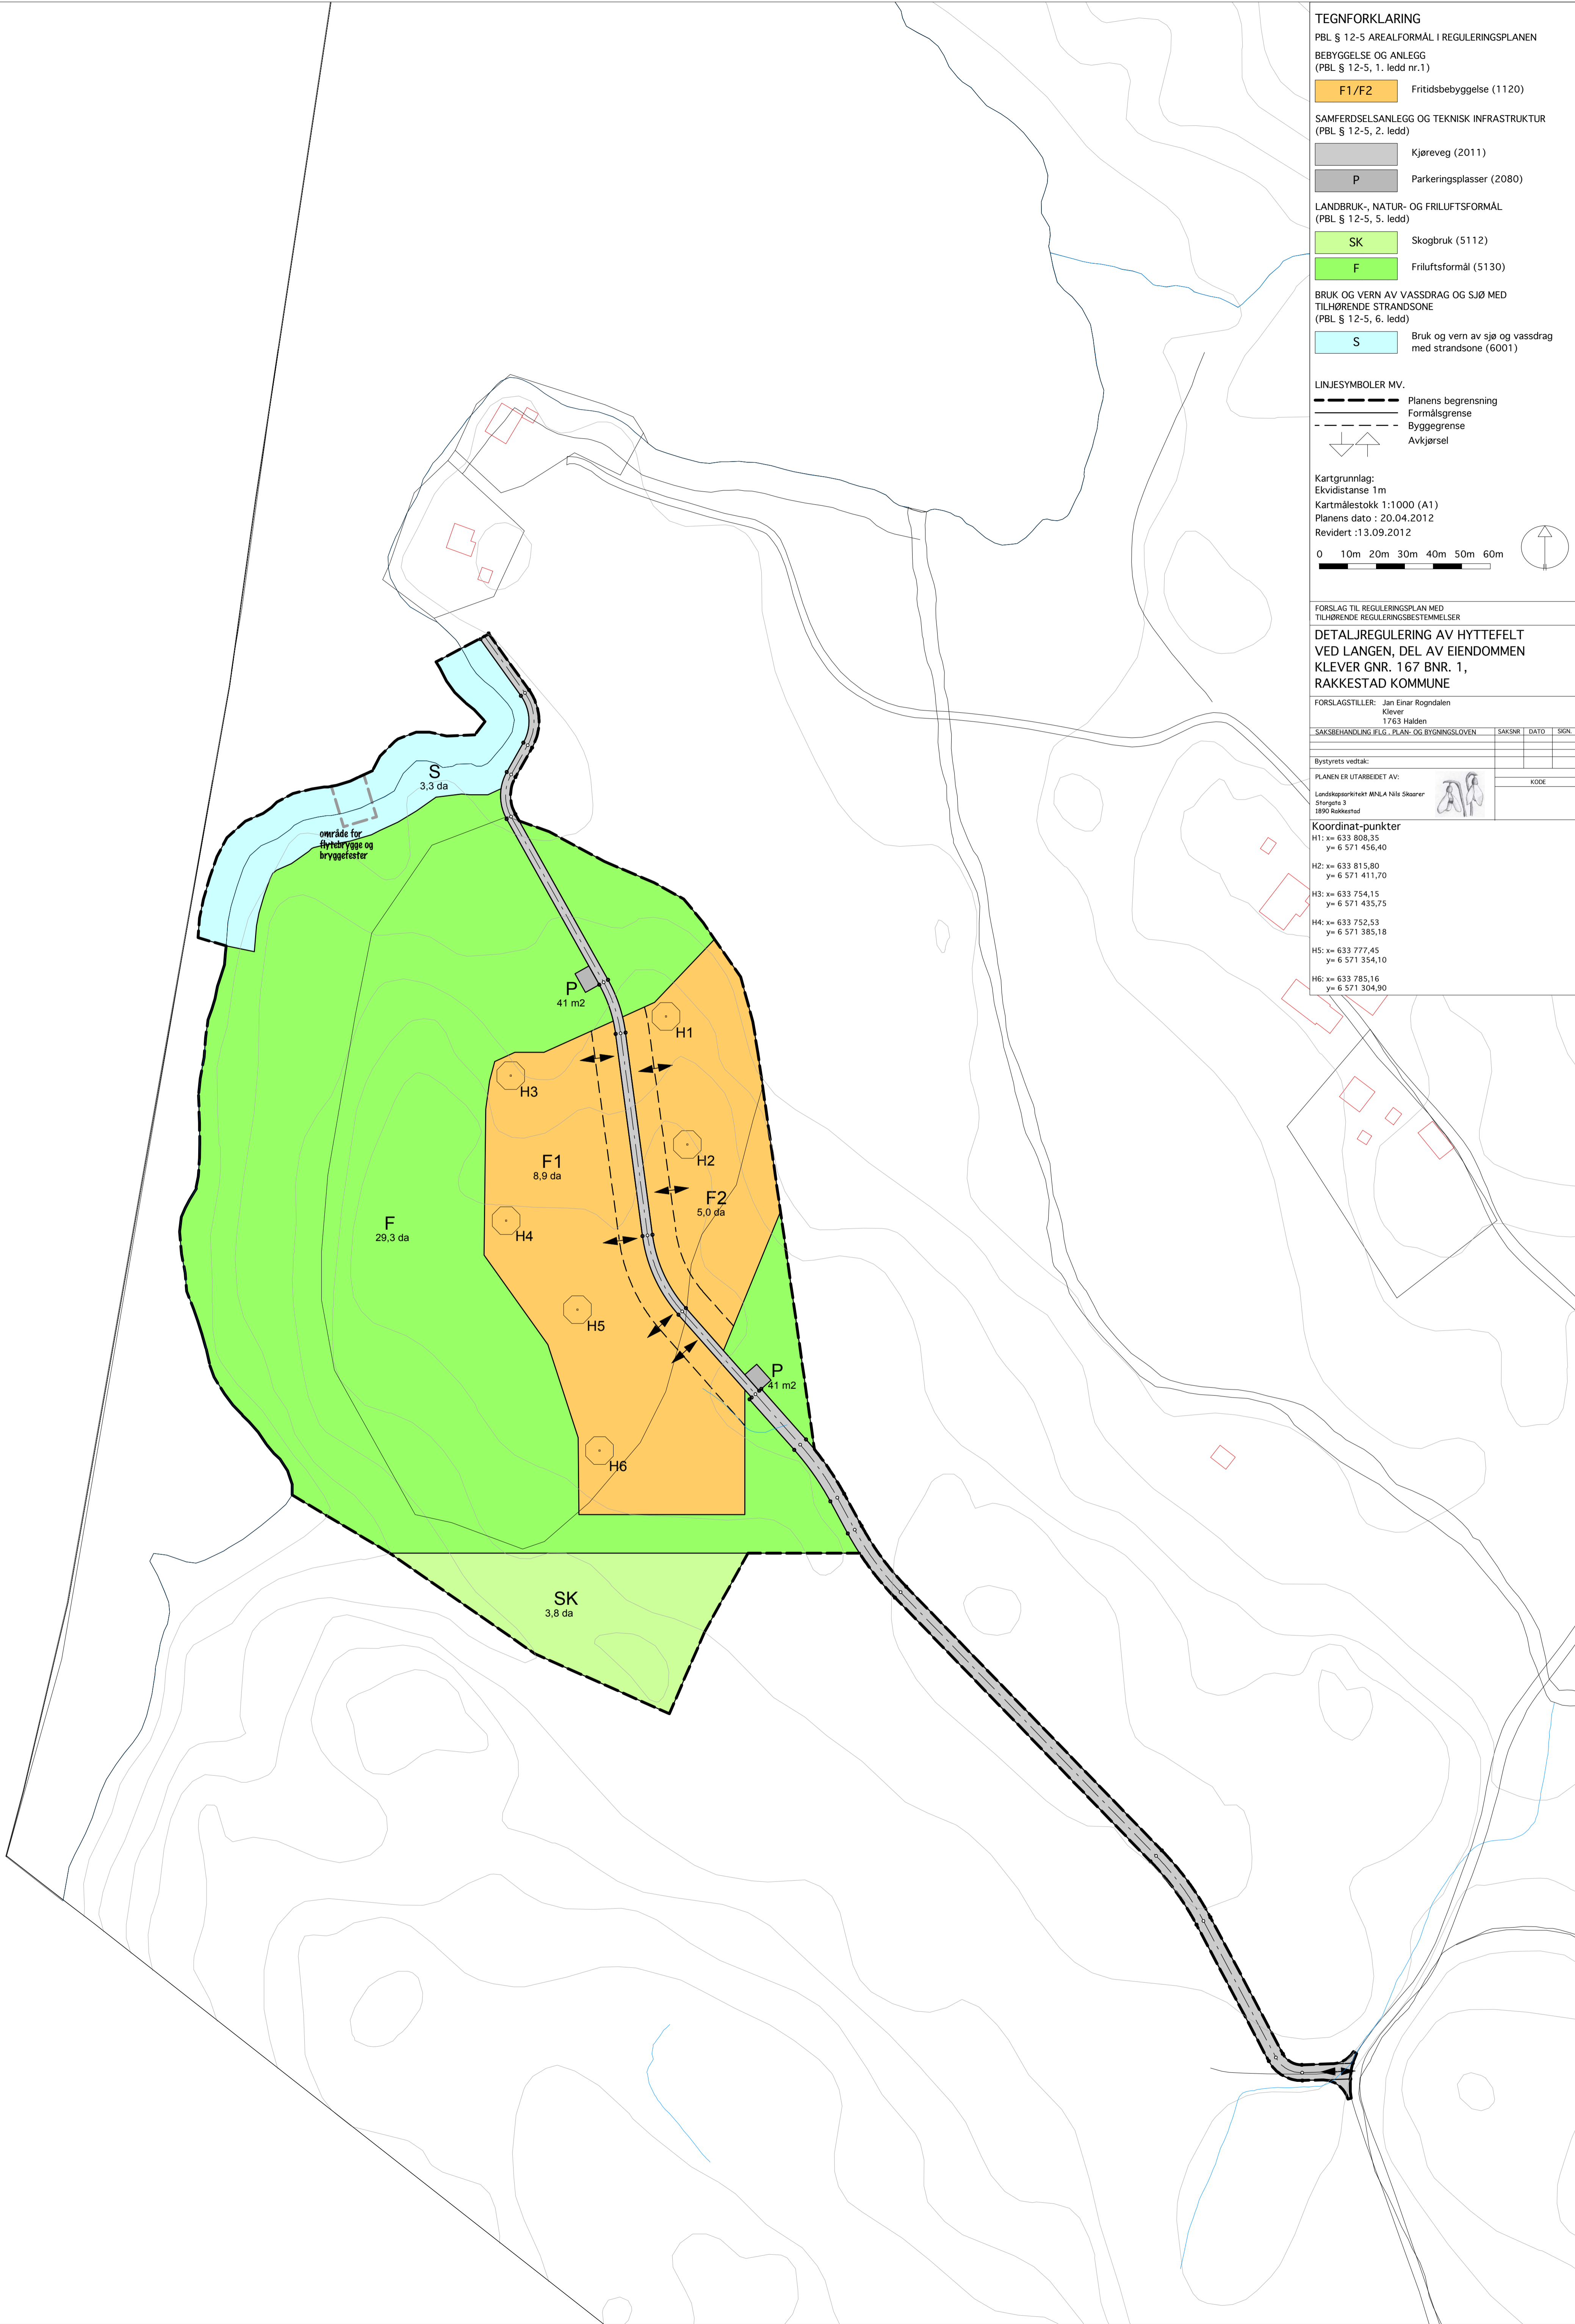 TEGNFORKLARING
PBL § 12-5 AREALFORMÅL I REGULERINGSPLANEN
BEBYGGELSE OG ANLEGG
(PBL § 12-5, 1. ledd nr.1)
F1/F2 Fritidsbebyggelse (1120)
SAMFERDSELSANLEGG OG TEKNISK INFRASTRUKTUR
(PBL § 12-5, 2. ledd)
Kjøreveg (2011)
P Parkeringsplasser (2080)
LANDBRUK-, NATUR- OG FRILUFTSFORMÅL
(PBL § 12-5, 5. ledd)
SK Skogbruk (5112)
F Friluftsformål (5130)
BRUK OG VERN AV VASSDRAG OG SJØ MED
TILHØRENDE STRANDSONE
(PBL § 12-5, 6. ledd)
S Bruk og vern av sjø og vassdrag
med strandsone (6001)
LINJESYMBOLER MV.
Planens begrensning
Formålsgrense
Byggegrense
Avkjørsel
Kartgrunnlag:
Ekvidistanse 1m
Kartmålestokk 1:1000 (A1)
Planens dato : 20.04.2012
Revidert :13.09.2012
0 10m 20m 30m 40m 50m 60m
N
FORSLAG TIL REGULERINGSPLAN MED
TILHØRENDE REGULERINGSBESTEMMELSER
DETALJREGULERING AV HYTTEFELT
VED LANGEN, DEL AV EIENDOMMEN
KLEVER GNR. 167 BNR. 1,
RAKKESTAD KOMMUNE
FORSLAGSTILLER: Jan Einar Rogndalen
Klever
1763 Halden
SAKSBEHANDLING IFLG . PLAN- OG BYGNINGSLOVEN SAKSNR DATO SIGN.
Bystyrets vedtak:
PLANEN ER UTARBEIDET AV:
KODE
Landskapsarkitekt MNLA Nils Skaarer
Storgata 3
1890 Rakkestad
Koordinat-punkter
H1: x= 633 808,35
y= 6 571 456,40
H2: x= 633 815,80
y= 6 571 411,70
H3: x= 633 754,15
y= 6 571 435,75
H4: x= 633 752,53
y= 6 571 385,18
H5: x= 633 777,45
y= 6 571 354,10
H6: x= 633 785,16
y= 6 571 304,90
S
3,3 da
område for
flytebrygge og
bryggefester
P
41 m2
H1
H3
H2
F1
8,9 da
F2
5,0 da
F
29,3 da
H4
H5
P
41 m2
H6
SK
3,8 da